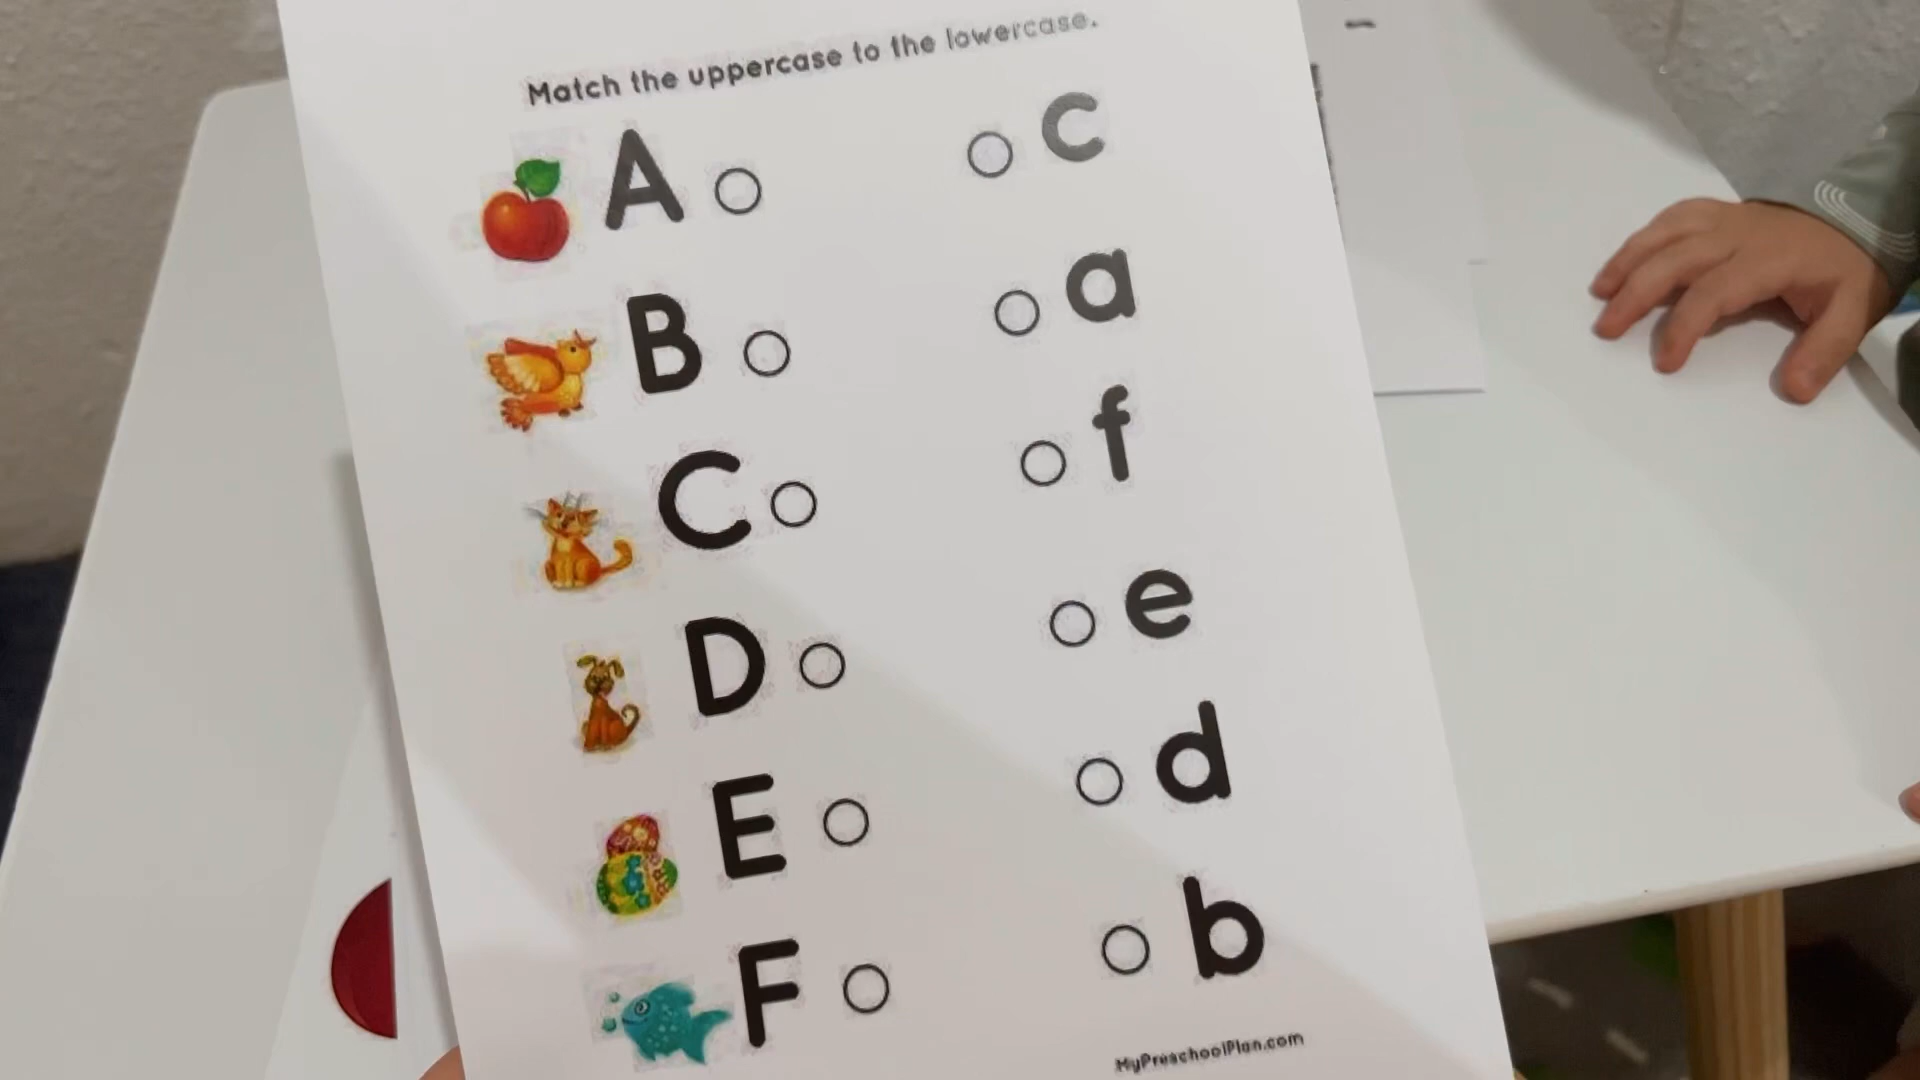 Match the uppercase to the lowercase.
A c
B a
C f
D e
E d
F b
MyPreschoolPlan.com